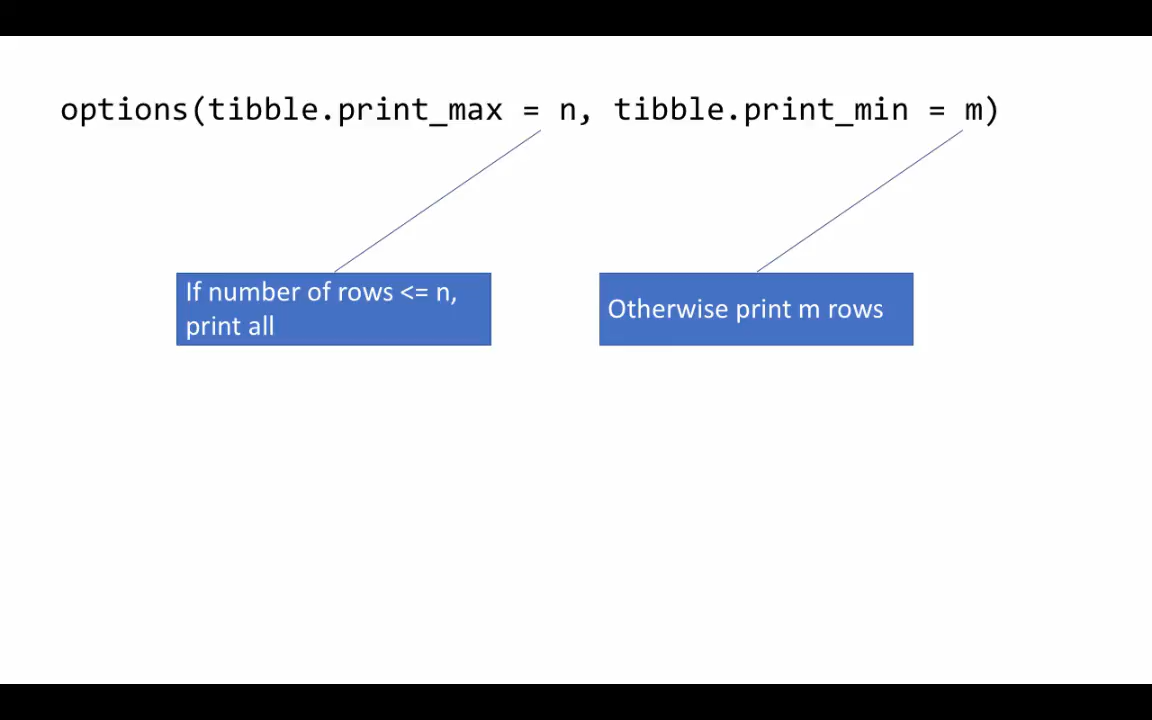 options(tibble.print_max = n, tibble.print_min = m)
If number of rows <= n,
print all
Otherwise print m rows